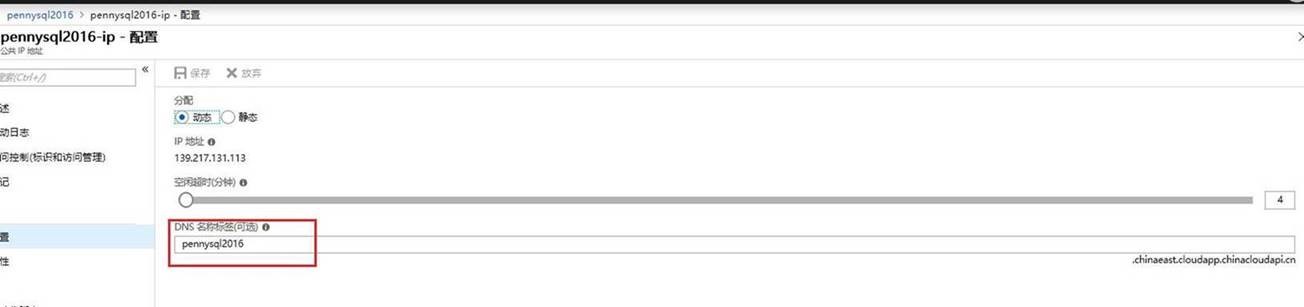 pennysql2016 > pennysql2016-ip - 配置
pennysql2016-ip - 配置
公共 IP 地址
搜索(Ctrl+/)
«
保存 放弃
述
分配
动态 静态
动日志
IP 地址
问控制(标识和访问管理)
139.217.131.113
记
空闲超时(分钟)
4
DNS 名称标签(可选)
置
pennysql2016
性
.chinaeast.cloudapp.chinacloudapi.cn